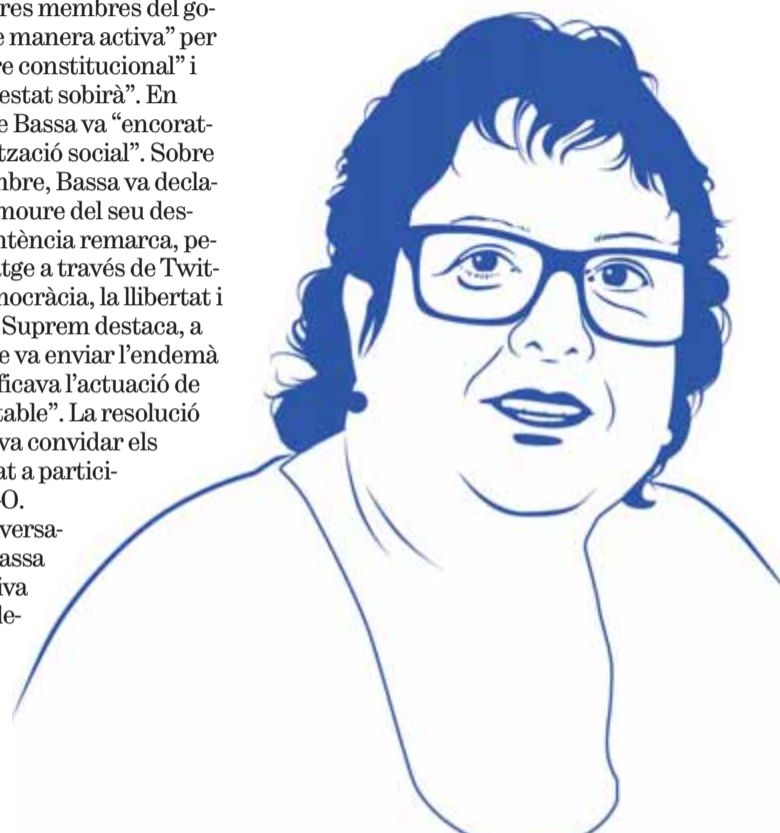 res membres del go-
e manera activa” per
re constitucional” i
estat sobirà”. En
e Bassa va “encorat-
tzació social”. Sobre
mbre, Bassa va decla-
moure del seu des-
ntència remarca, pe-
tge a través de Twit-
nocràcia, la llibertat i
Suprem destaca, a
e va enviar l’endemà
ficava l’actuació de
table”. La resolució
va convidar els
at a partici-
-O.
versa-
assa
iva
le-